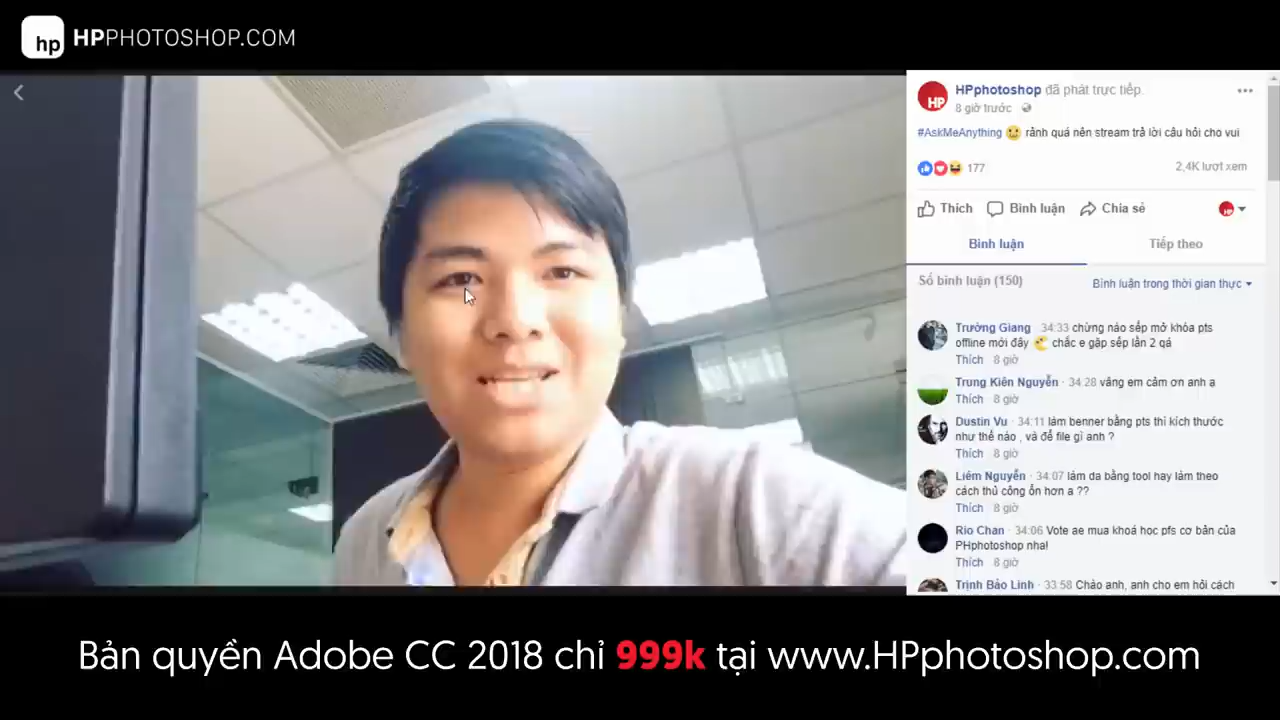 hp HPPHOTOSHOP.COM
HPphotoshop đã phát trực tiếp.
8 giờ trước
#AskMeAnything rảnh quá nên stream trả lời câu hỏi cho vui
177
2,4K lượt xem
Thích Bình luận Chia sẻ
Bình luận Tiếp theo
Số bình luận (150)
Bình luận trong thời gian thực
Trường Giang · 34:33 chừng nào sếp mở khóa pts
offline mới đây chắc e gặp sếp lần 2 qá
Thích · 8 giờ
Trung Kiên Nguyễn · 34:28 vâng em cảm ơn anh ạ
Thích · 8 giờ
Dustin Vu · 34:11 làm benner bằng pts thì kích thước
như thế nào , và để file gì anh ?
Thích · 8 giờ
Liêm Nguyễn · 34:07 làm da bằng tool hay làm theo
cách thủ công ổn hơn a ??
Thích · 8 giờ
Rio Chan · 34:06 Vote ae mua khoá học pfs cơ bản của
PHphotoshop nha!
Thích · 8 giờ
Trịnh Bảo Linh · 33:58 Chào anh, anh cho em hỏi cách
Bản quyền Adobe CC 2018 chỉ 999k tại www.HPphotoshop.com